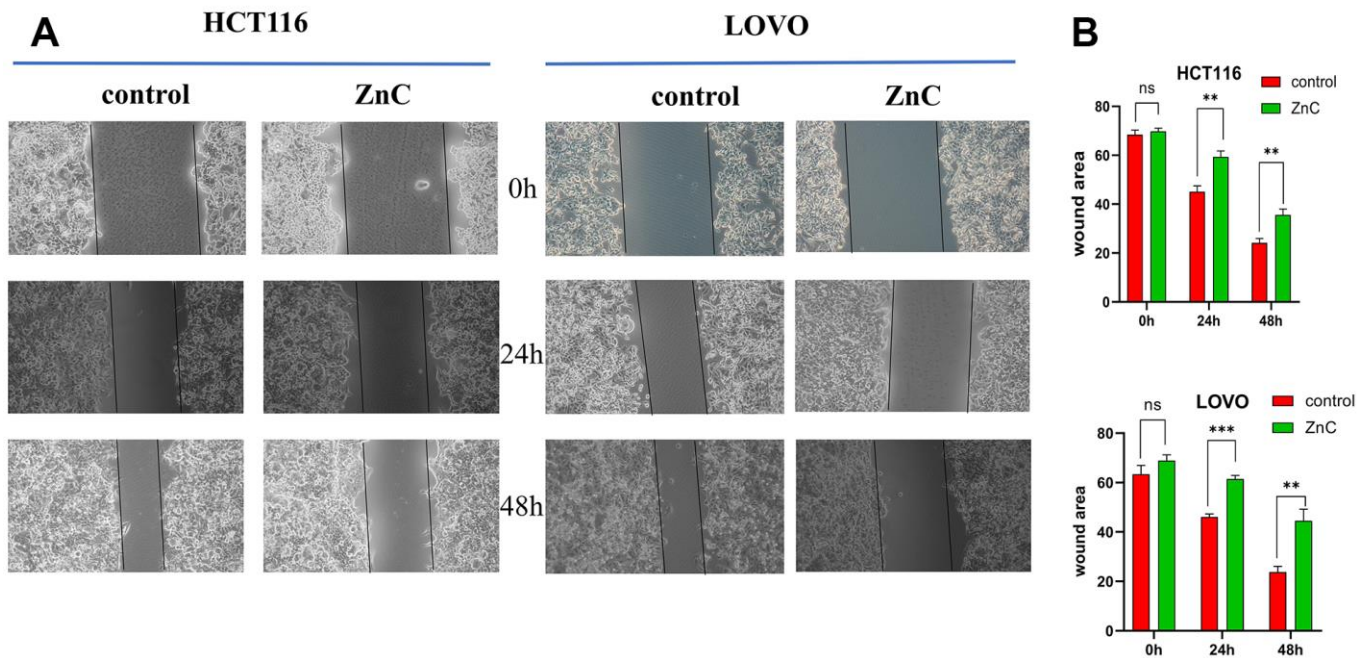 A
HCT116
LOVO
control
ZnC
control
ZnC
0h
24h
48h
B
HCT116
control
ZnC
ns
**
**
wound area
80
60
40
20
0
0h
24h
48h
LOVO
control
ZnC
ns
***
**
wound area
80
60
40
20
0
0h
24h
48h